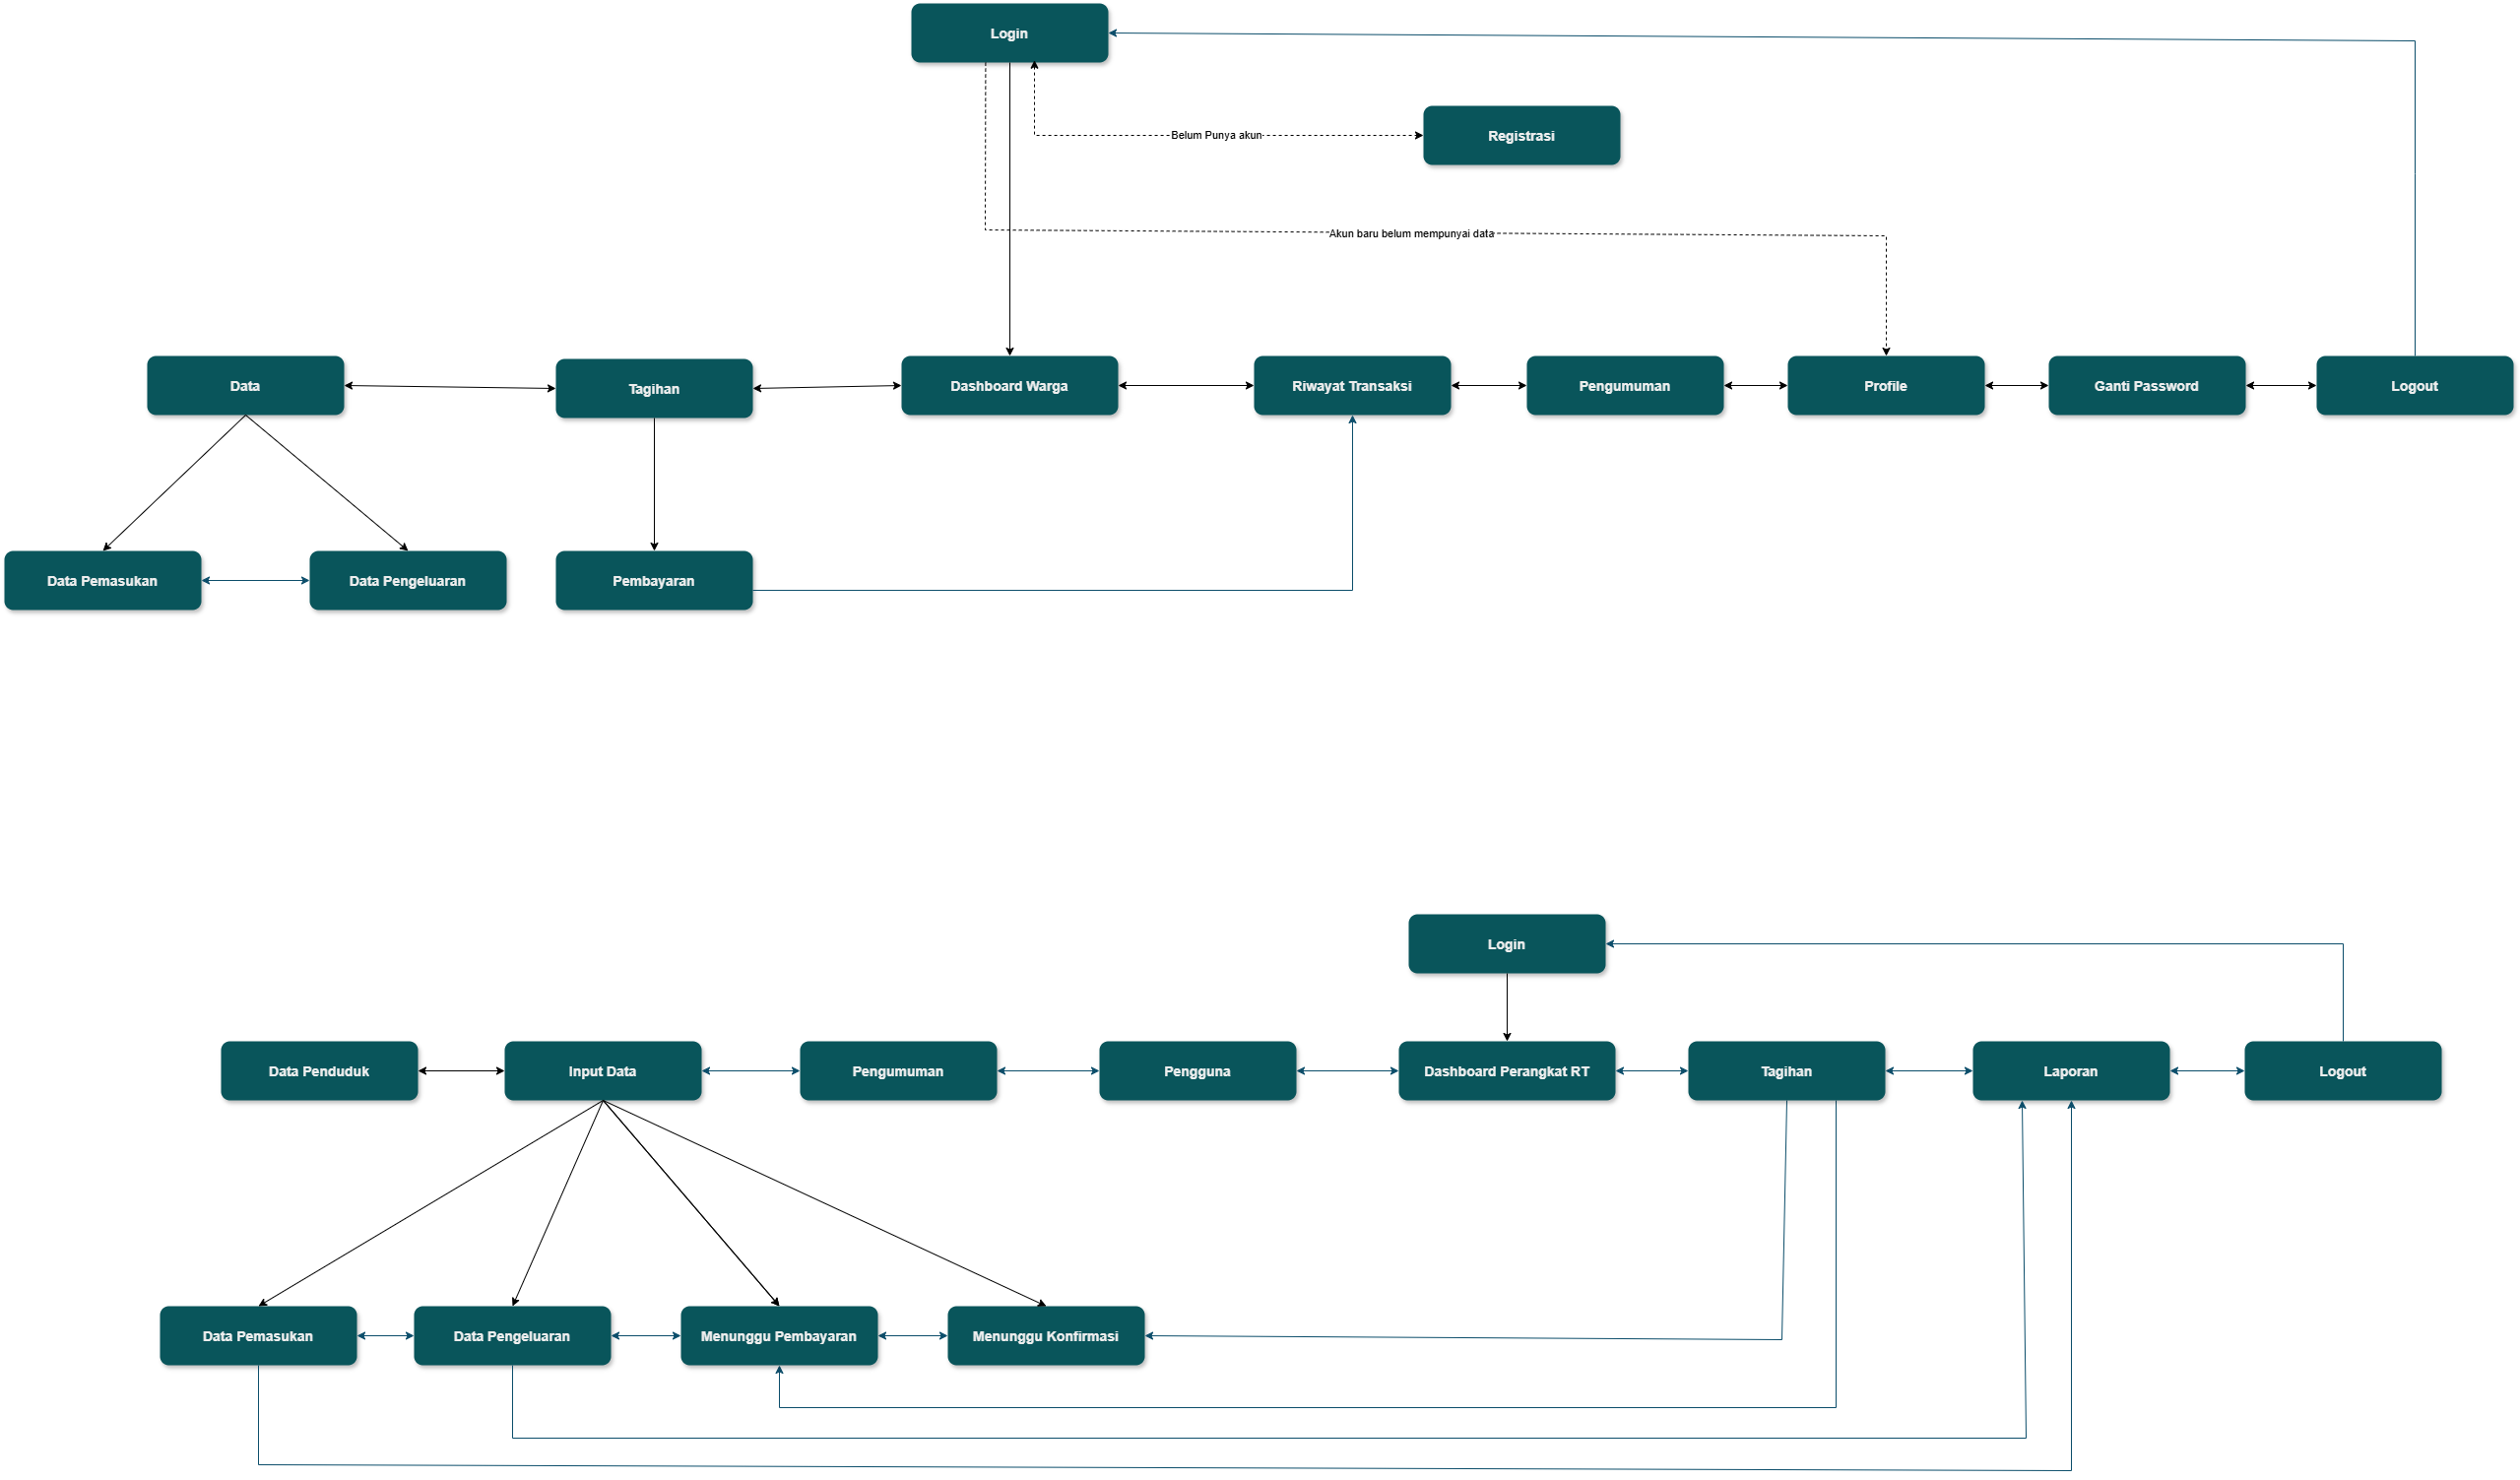 Login
Belum Punya akun
Registrasi
Akun baru belum mempunyai data
Data
Tagihan
Dashboard Warga
Riwayat Transaksi
Pengumuman
Profile
Ganti Password
Logout
Data Pemasukan
Data Pengeluaran
Pembayaran
Login
Data Penduduk
Input Data
Pengumuman
Pengguna
Dashboard Perangkat RT
Tagihan
Laporan
Logout
Data Pemasukan
Data Pengeluaran
Menunggu Pembayaran
Menunggu Konfirmasi